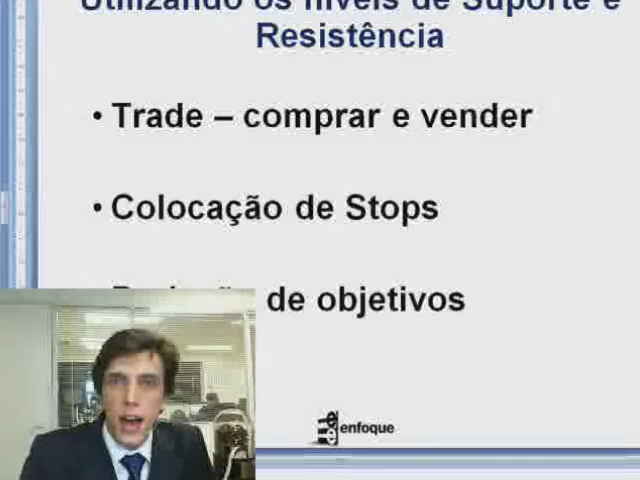 Utilizando os níveis de Suporte e
Resistência
• Trade – comprar e vender
• Colocação de Stops
de objetivos
enfoque